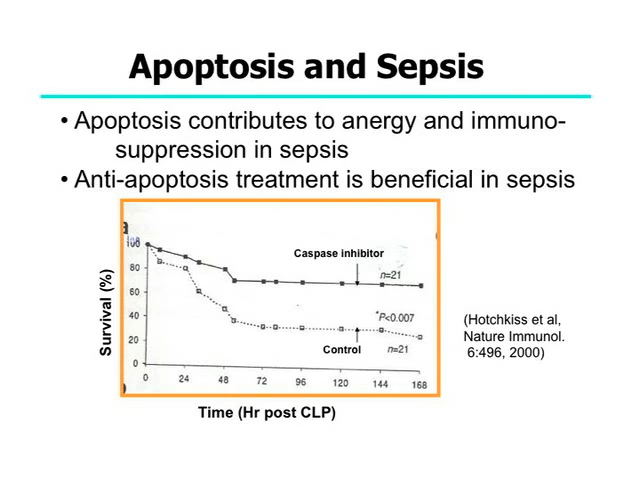 Apoptosis and Sepsis
• Apoptosis contributes to anergy and immuno-
suppression in sepsis
• Anti-apoptosis treatment is beneficial in sepsis
a
100
80
60
40
20
0
Survival (%)
Caspase inhibitor
n=21
*P<0.007
Control
n=21
0 24 48 72 96 120 144 168
Time (Hr post CLP)
(Hotchkiss et al,
Nature Immunol.
6:496, 2000)